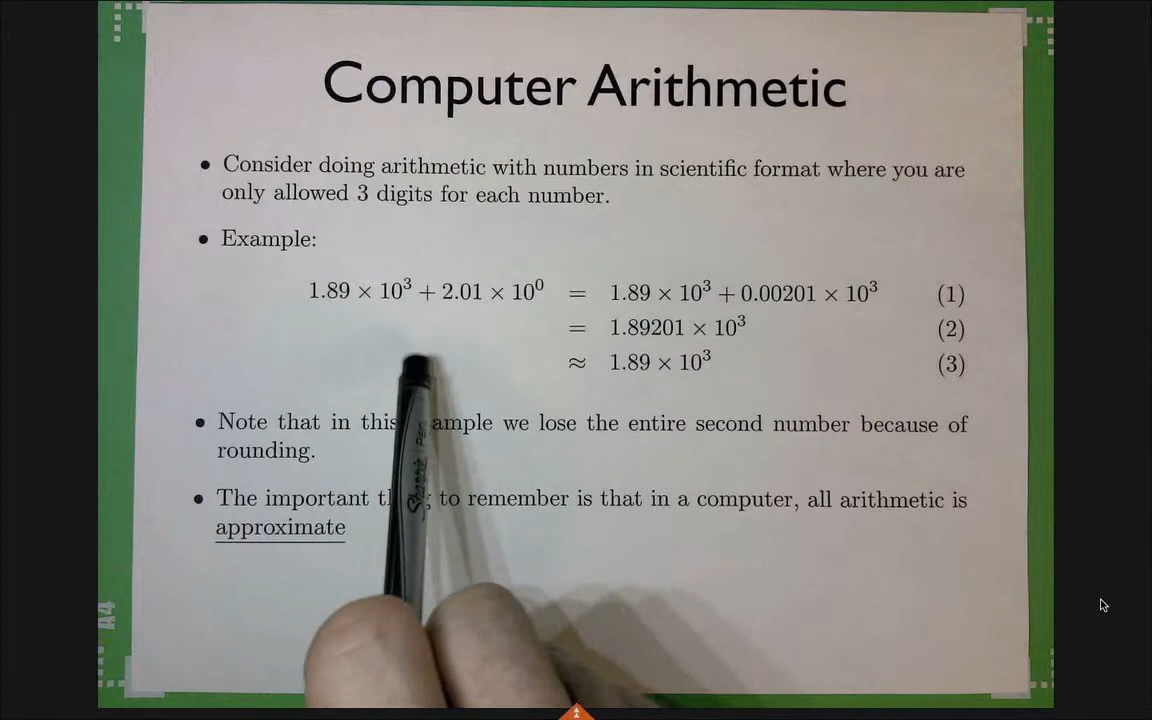 Computer Arithmetic
• Consider doing arithmetic with numbers in scientific format where you are
only allowed 3 digits for each number.
• Example:
1.89 × 10³ + 2.01 × 10⁰ = 1.89 × 10³ + 0.00201 × 10³ (1)
= 1.89201 × 10³ (2)
≈ 1.89 × 10³ (3)
• Note that in this ample we lose the entire second number because of
rounding.
• The important to remember is that in a computer, all arithmetic is
approximate
Sharpie PEN
A4